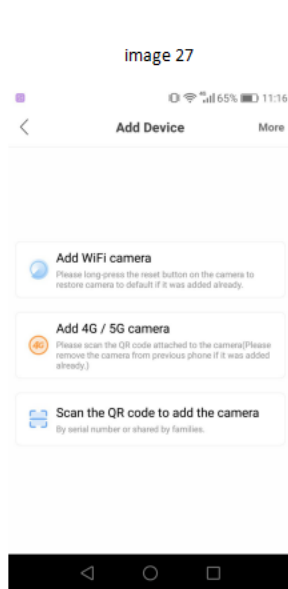 image 27
4G 65% 11:16
Add Device More
Add WiFi camera
Please long-press the reset button on the camera to
restore camera to default if it was added already.
Add 4G / 5G camera
4G
Please scan the QR code attached to the camera(Please
remove the camera from previous phone if it was added
already.)
Scan the QR code to add the camera
By serial number or shared by families.